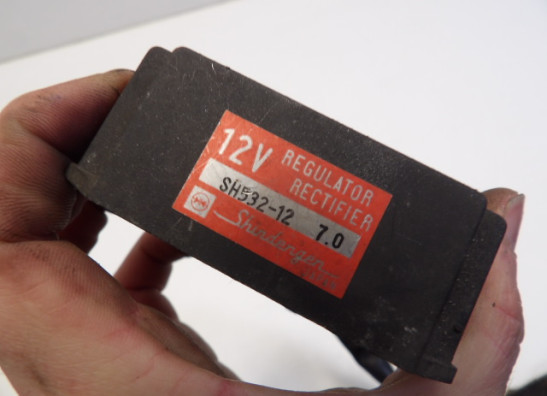 12V REGULATOR
RECTIFIER
SH532-12 7.0
Shindengen